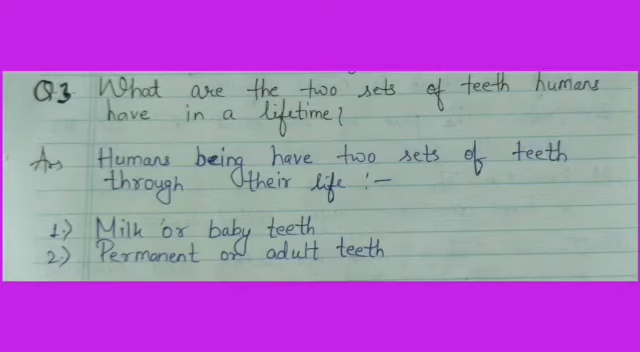 Q.3. What are the two sets of teeth humans
have in a lifetime?
Ans Humans being have two sets of teeth
through their life :-
1.) Milk or baby teeth
2) Permanent or adult teeth